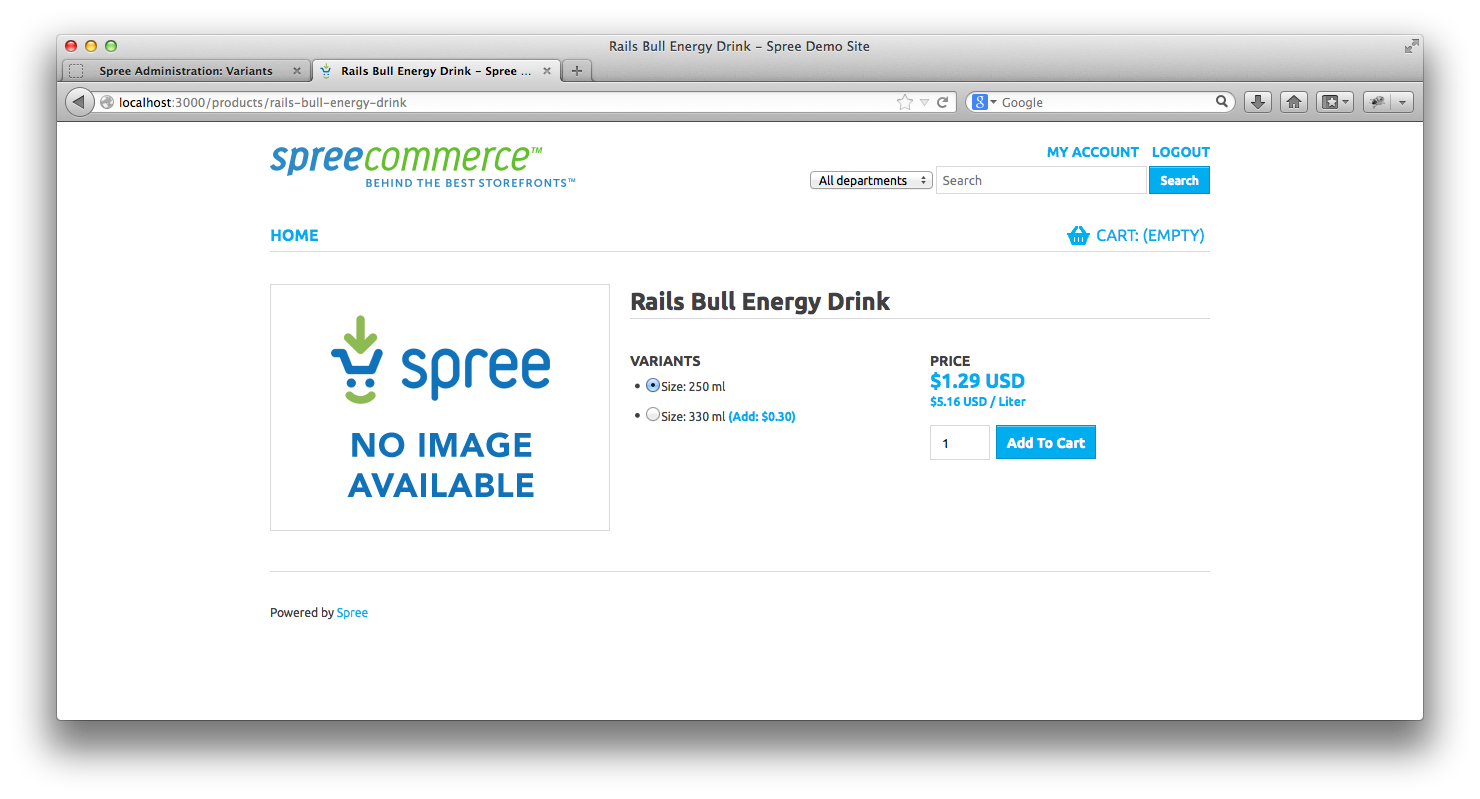 Rails Bull Energy Drink – Spree Demo Site
Spree Administration: Variants
Rails Bull Energy Drink – Spree ...
localhost:3000/products/rails-bull-energy-drink
Google
spreecommerce™
BEHIND THE BEST STOREFRONTS™
MY ACCOUNT LOGOUT
All departments Search Search
HOME
CART: (EMPTY)
spree
NO IMAGE
AVAILABLE
Rails Bull Energy Drink
VARIANTS
• Size: 250 ml
• Size: 330 ml (Add: $0.30)
PRICE
$1.29 USD
$5.16 USD / Liter
1 Add To Cart
Powered by Spree